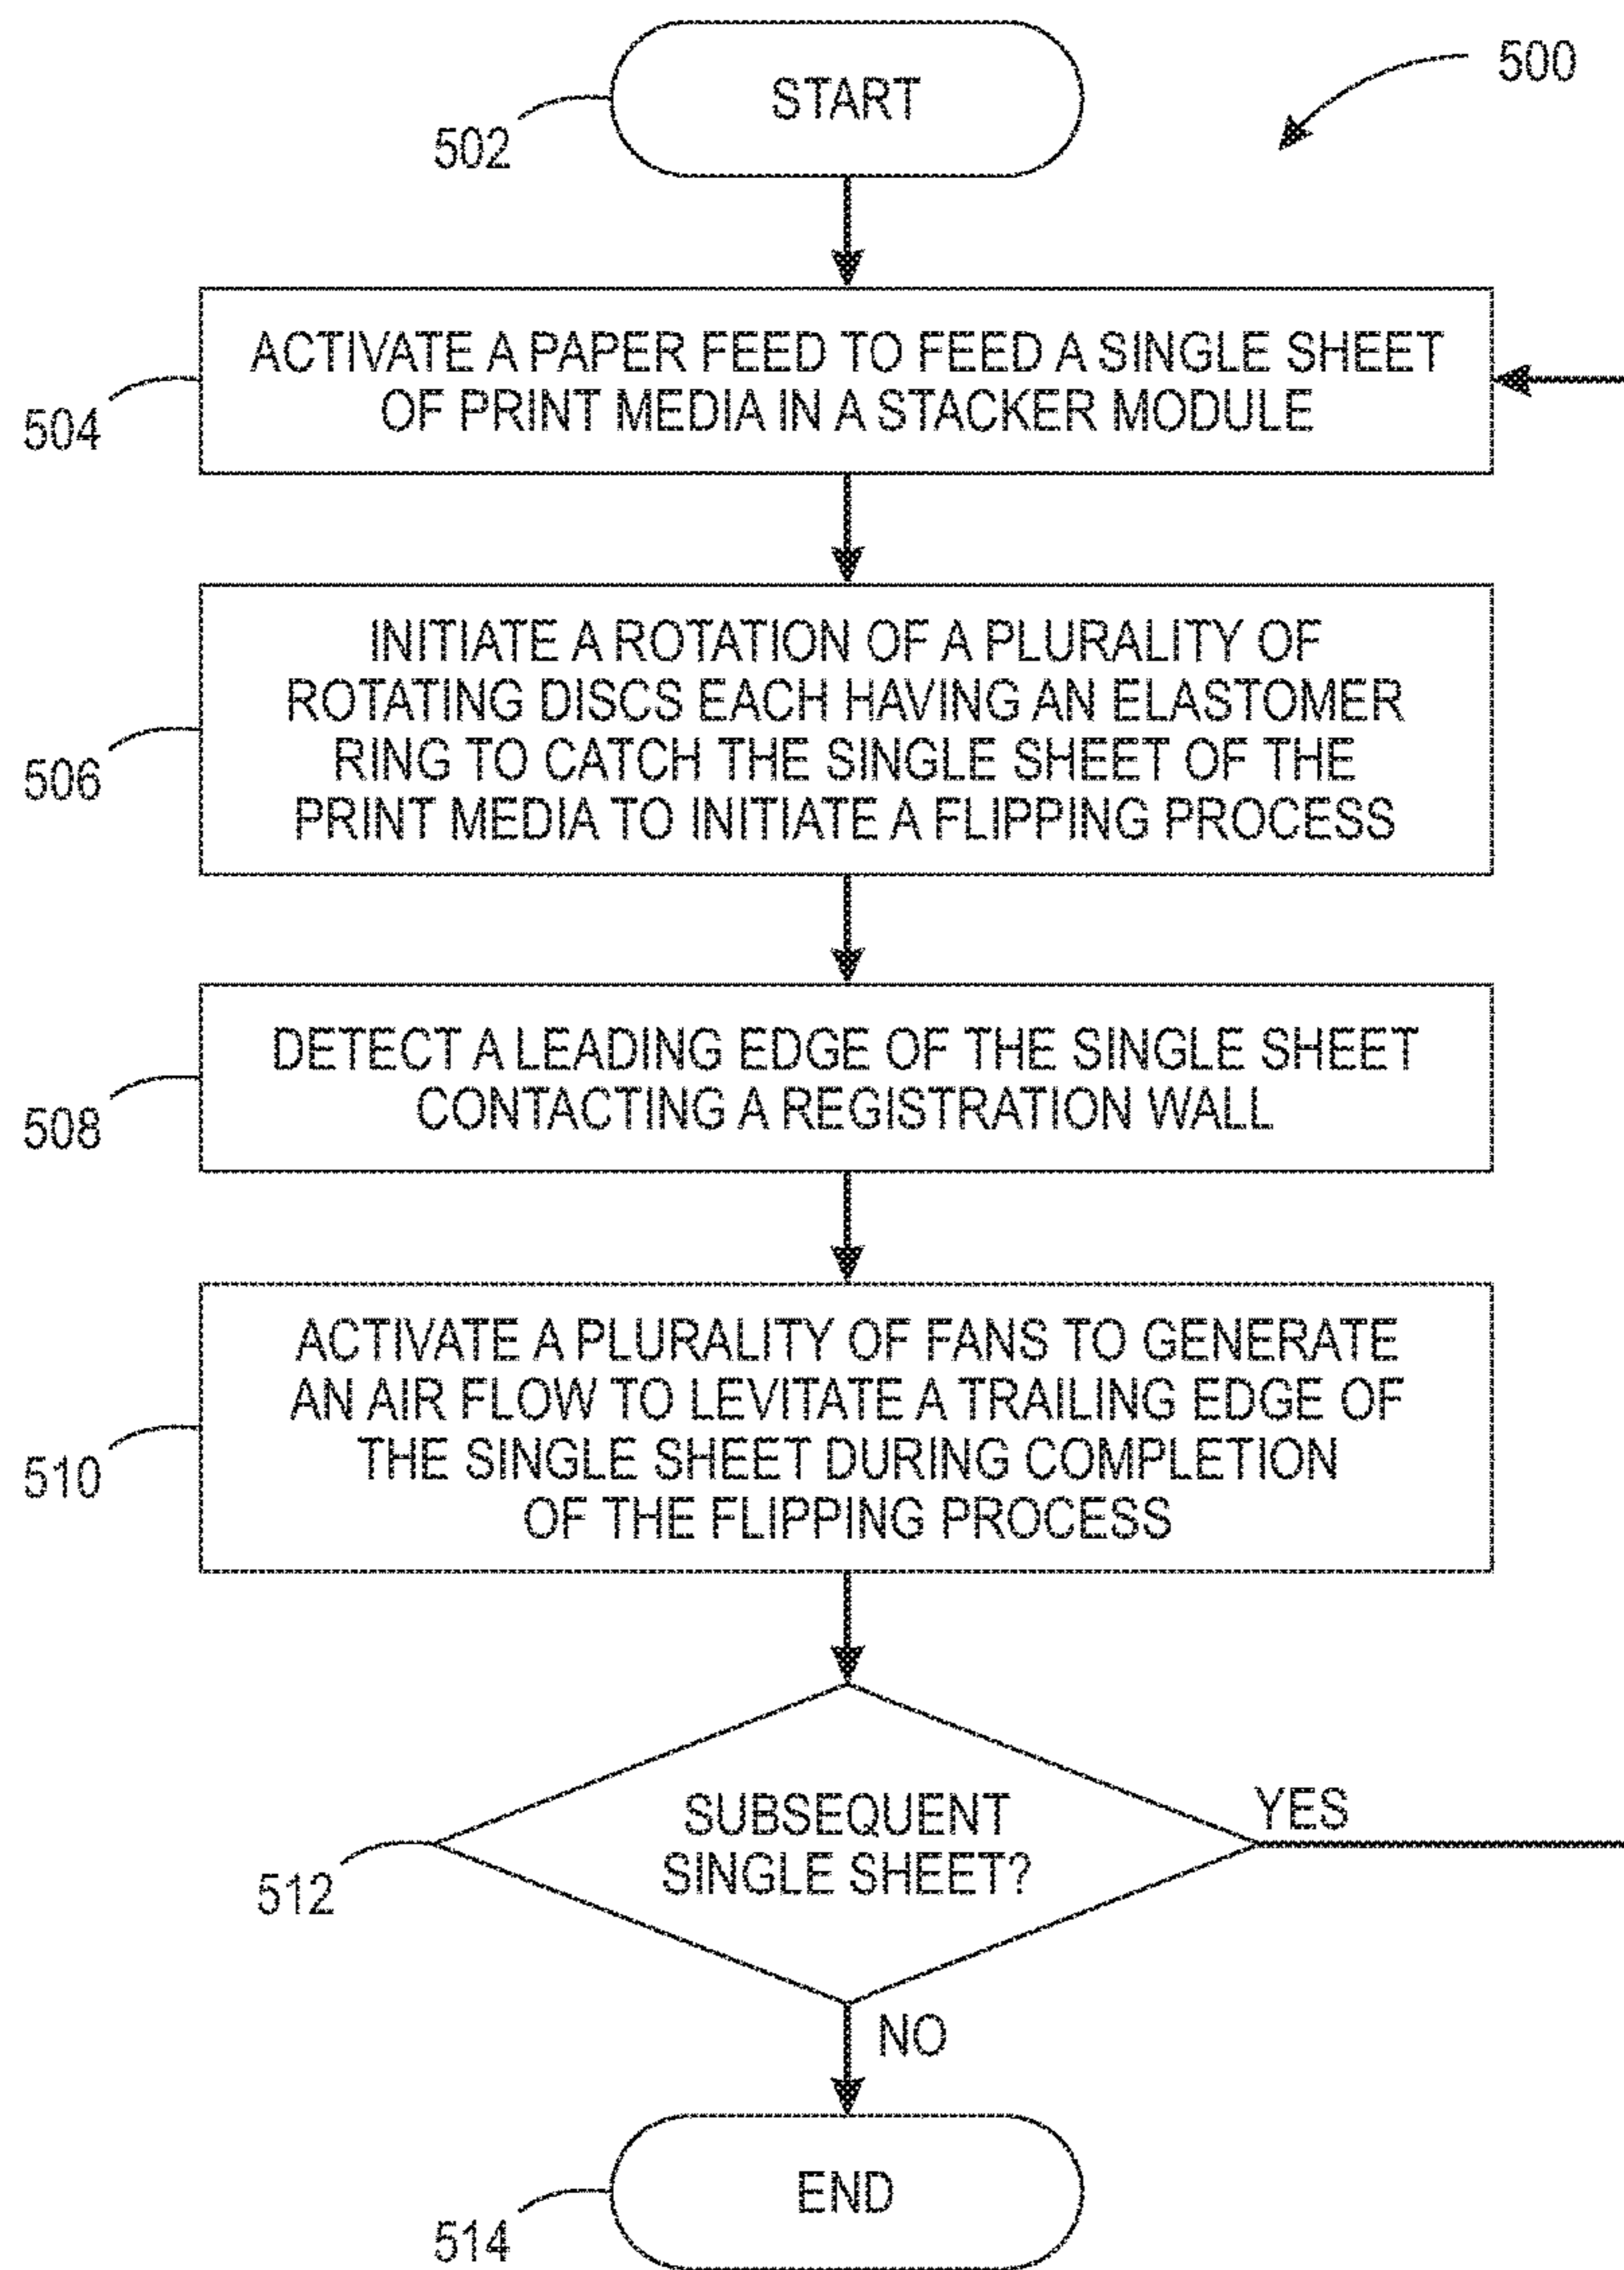 500
START
502
ACTIVATE A PAPER FEED TO FEED A SINGLE SHEET
OF PRINT MEDIA IN A STACKER MODULE
504
INITIATE A ROTATION OF A PLURALITY OF
ROTATING DISCS EACH HAVING AN ELASTOMER
RING TO CATCH THE SINGLE SHEET OF THE
PRINT MEDIA TO INITIATE A FLIPPING PROCESS
506
DETECT A LEADING EDGE OF THE SINGLE SHEET
CONTACTING A REGISTRATION WALL
508
ACTIVATE A PLURALITY OF FANS TO GENERATE
AN AIR FLOW TO LEVITATE A TRAILING EDGE OF
THE SINGLE SHEET DURING COMPLETION
OF THE FLIPPING PROCESS
510
SUBSEQUENT
SINGLE SHEET?
YES
512
NO
END
514